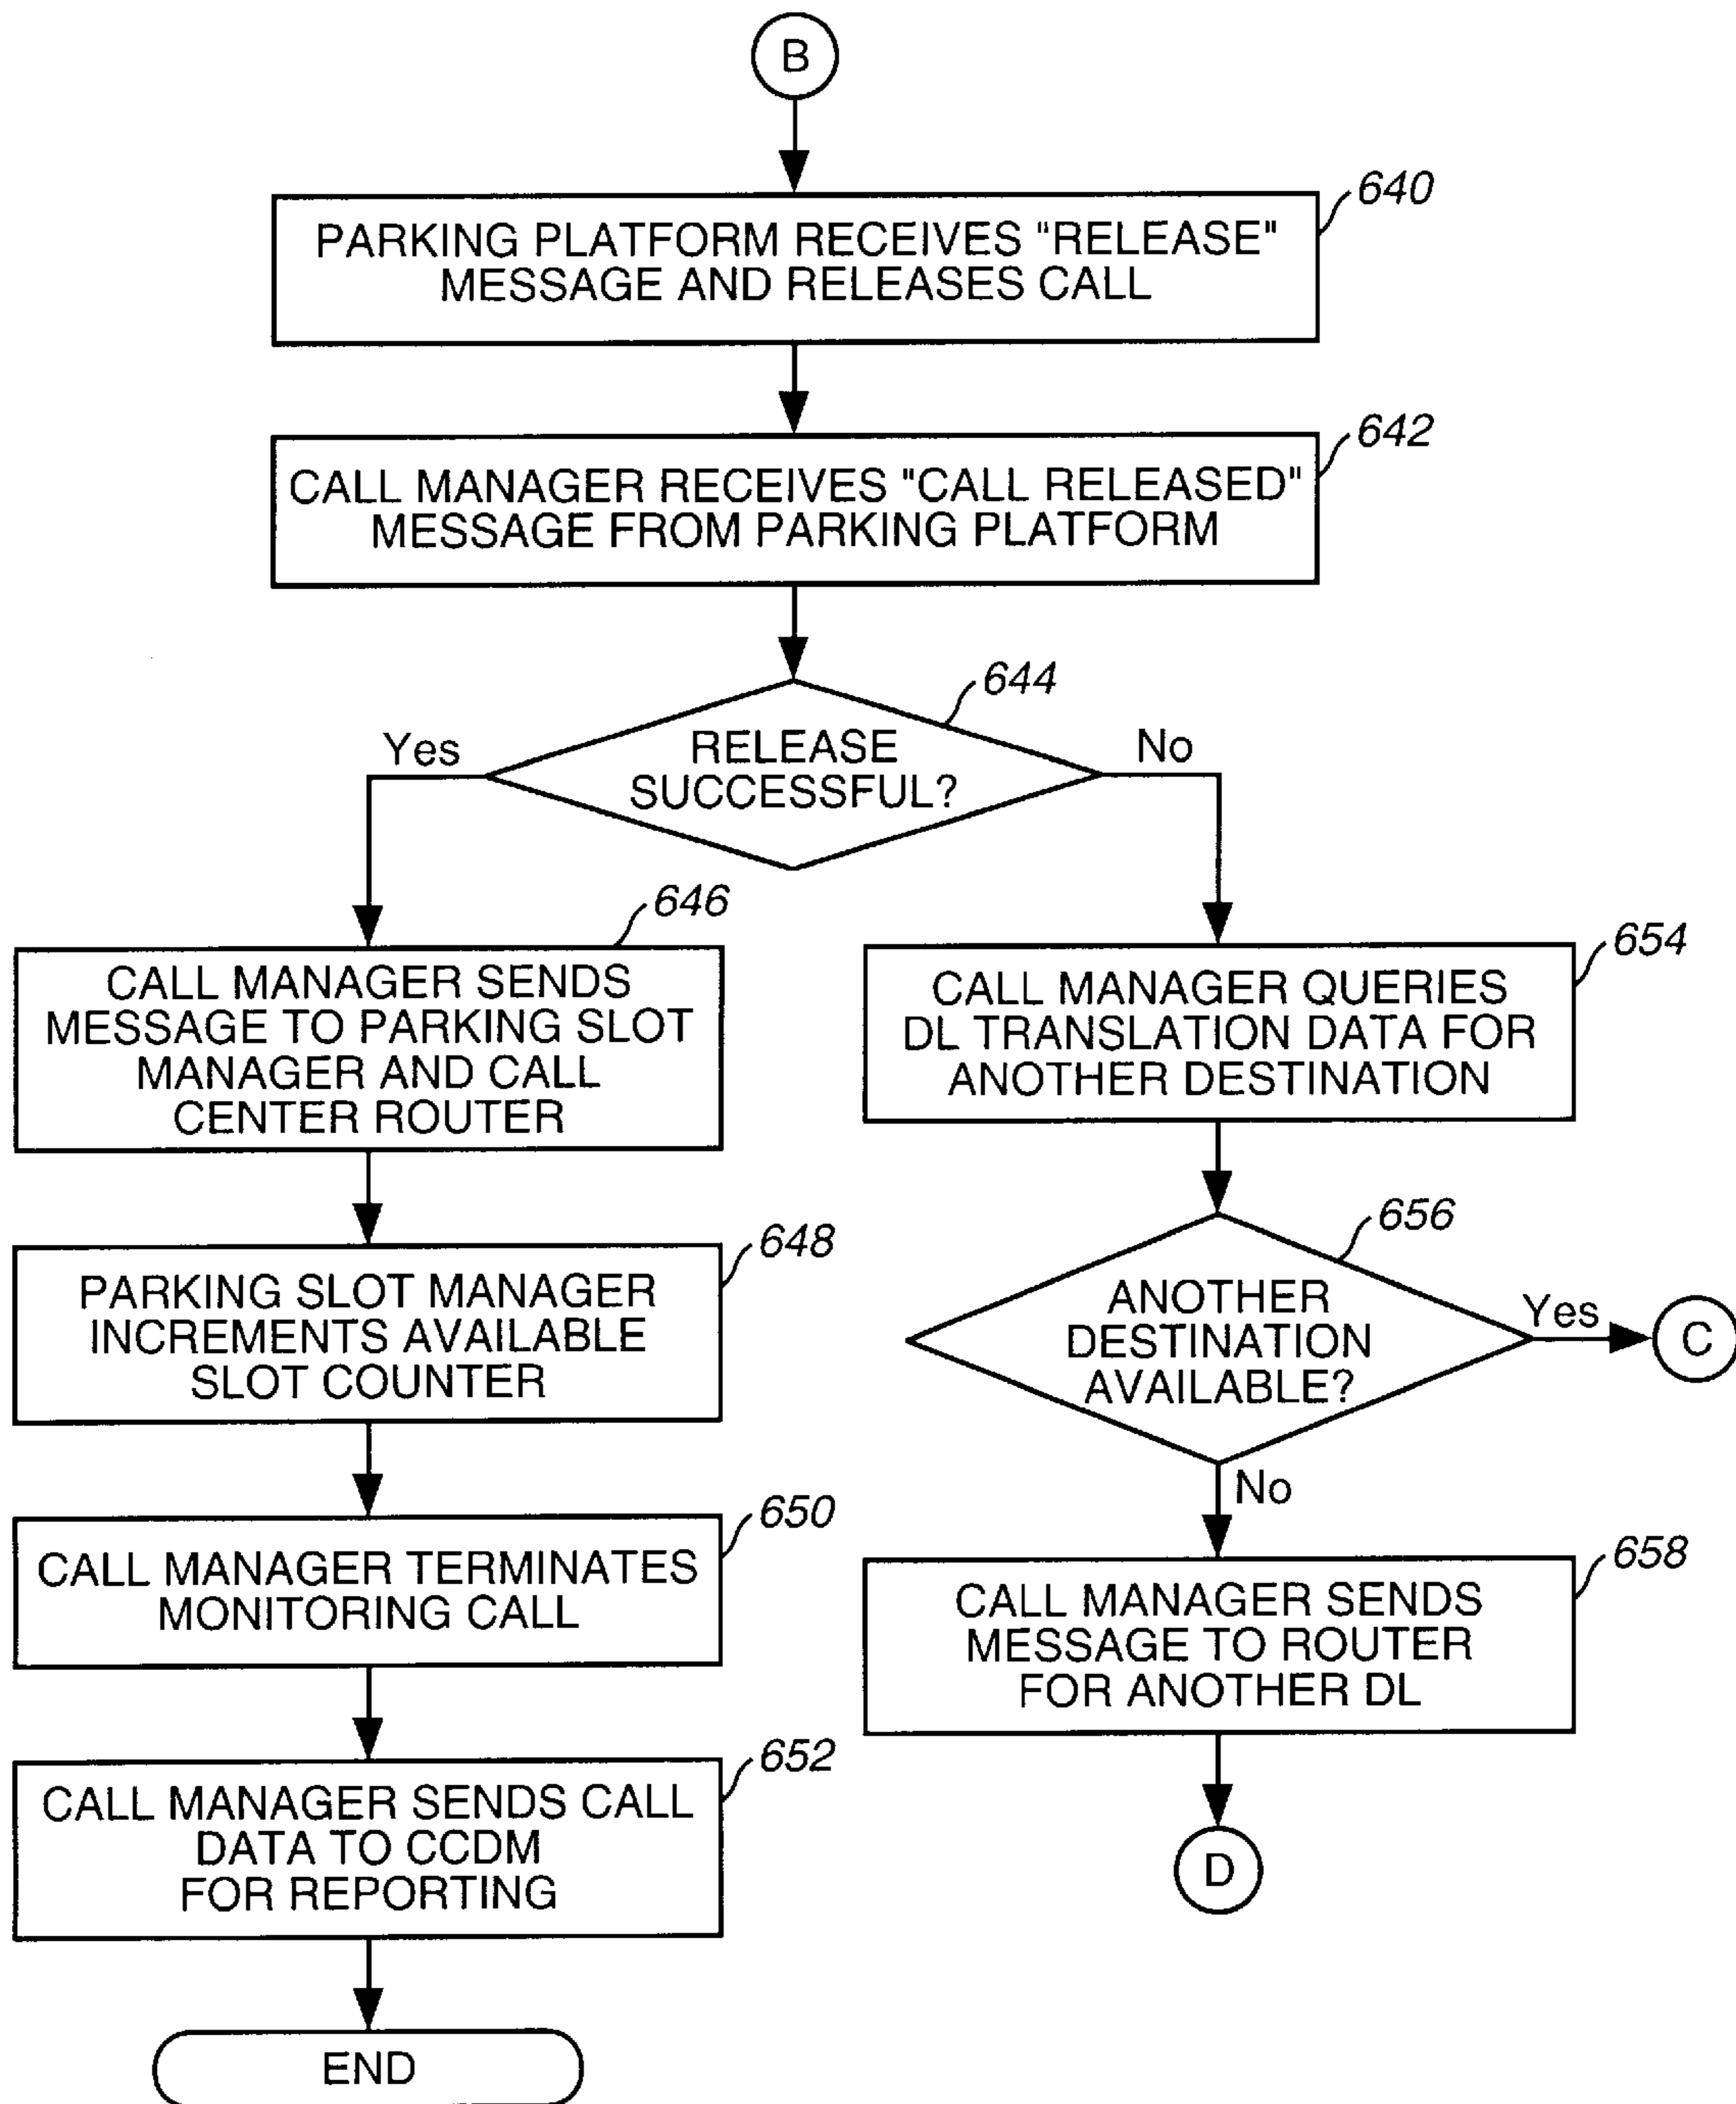 B
640
PARKING PLATFORM RECEIVES "RELEASE"
MESSAGE AND RELEASES CALL
642
CALL MANAGER RECEIVES "CALL RELEASED"
MESSAGE FROM PARKING PLATFORM
644
RELEASE
SUCCESSFUL?
Yes
No
646
CALL MANAGER SENDS
MESSAGE TO PARKING SLOT
MANAGER AND CALL
CENTER ROUTER
648
PARKING SLOT MANAGER
INCREMENTS AVAILABLE
SLOT COUNTER
650
CALL MANAGER TERMINATES
MONITORING CALL
652
CALL MANAGER SENDS CALL
DATA TO CCDM
FOR REPORTING
END
654
CALL MANAGER QUERIES
DL TRANSLATION DATA FOR
ANOTHER DESTINATION
656
ANOTHER
DESTINATION
AVAILABLE?
Yes
C
No
658
CALL MANAGER SENDS
MESSAGE TO ROUTER
FOR ANOTHER DL
D